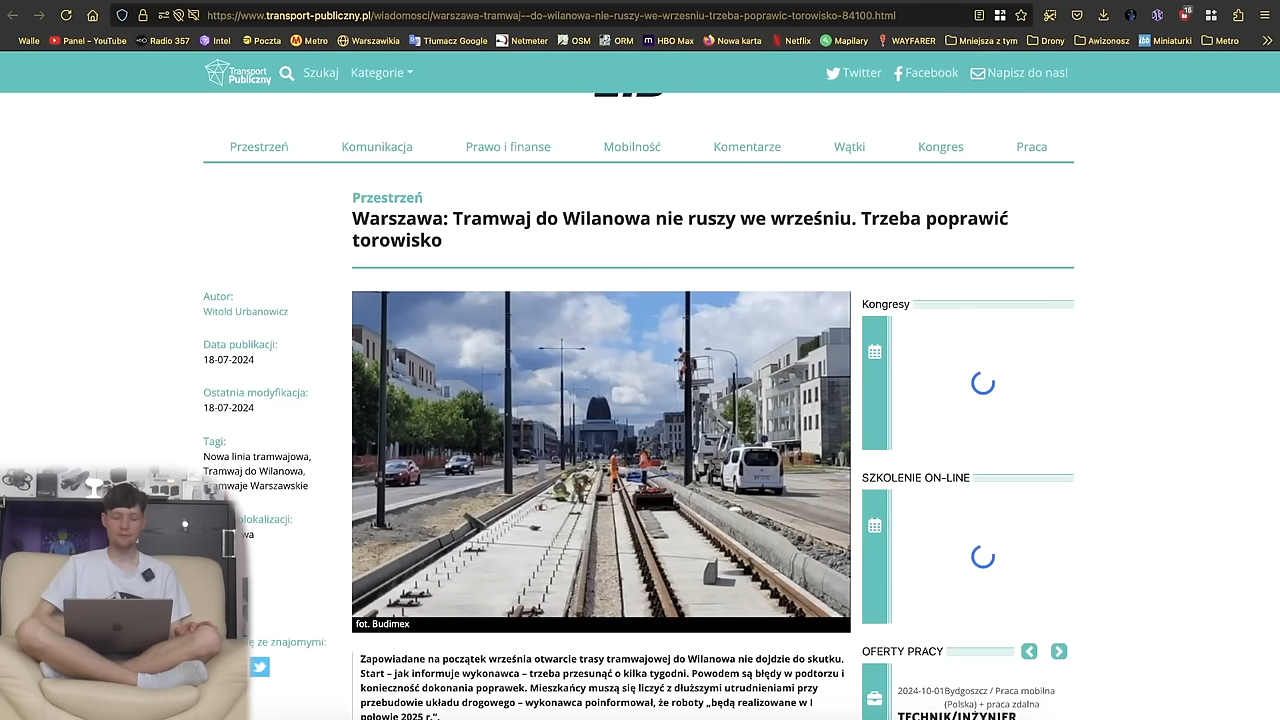 https://www.transport-publiczny.pl/wiadomosci/warszawa-tramwaj--do-wilanowa-nie-ruszy-we-wrzesniu-trzeba-poprawic-torowisko-84100.html
15
Walle Panel - YouTube Radio 357 Intel Poczta Metro Warszawikia Tłumacz Google Netmeter OSM ORM HBO Max Nowa karta Netflix Mapilary WAYFARER Mniejsza z tym Drony Awizonosz Miniaturki Metro
Transport Publiczny Szukaj Kategorie Twitter Facebook Napisz do nas!
Przestrzeń Komunikacja Prawo i finanse Mobilność Komentarze Wątki Kongres Praca
Przestrzeń
Warszawa: Tramwaj do Wilanowa nie ruszy we wrześniu. Trzeba poprawić
torowisko
Autor:
Witold Urbanowicz
Data publikacji:
18-07-2024
Ostatnia modyfikacja:
18-07-2024
Tagi:
Nowa linia tramwajowa,
Tramwaj do Wilanowa,
Tramwaje Warszawskie
lokalizacji:
wa
ę ze znajomymi:
fot. Budimex
Zapowiadane na początek września otwarcie trasy tramwajowej do Wilanowa nie dojdzie do skutku.
Start – jak informuje wykonawca – trzeba przesunąć o kilka tygodni. Powodem są błędy w podtorzu i
konieczność dokonania poprawek. Mieszkańcy muszą się liczyć z dłuższymi utrudnieniami przy
przebudowie układu drogowego – wykonawca poinformował, że roboty „będą realizowane w I
połowie 2025 r.”.
Kongresy
SZKOLENIE ON-LINE
OFERTY PRACY
2024-10-01Bydgoszcz / Praca mobilna
(Polska) + praca zdalna
TECHNIK/INŻYNIER